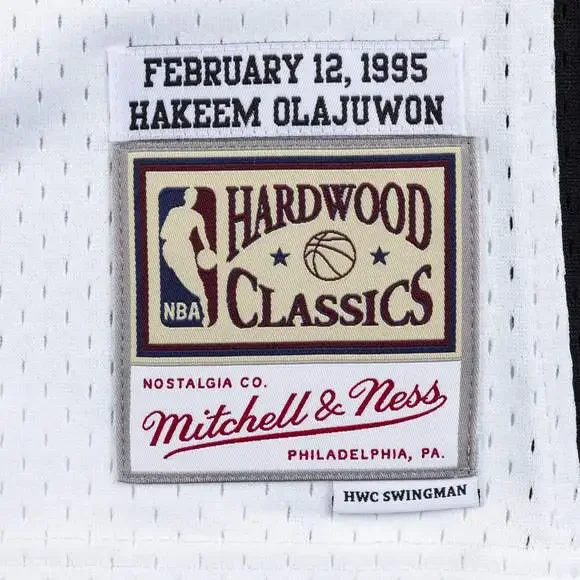 FEBRUARY 12, 1995
HAKEEM OLAJUWON
HARDWOOD
NBA
CLASSICS
NOSTALGIA CO.
Mitchell & Ness
PHILADELPHIA, PA.
HWC SWINGMAN